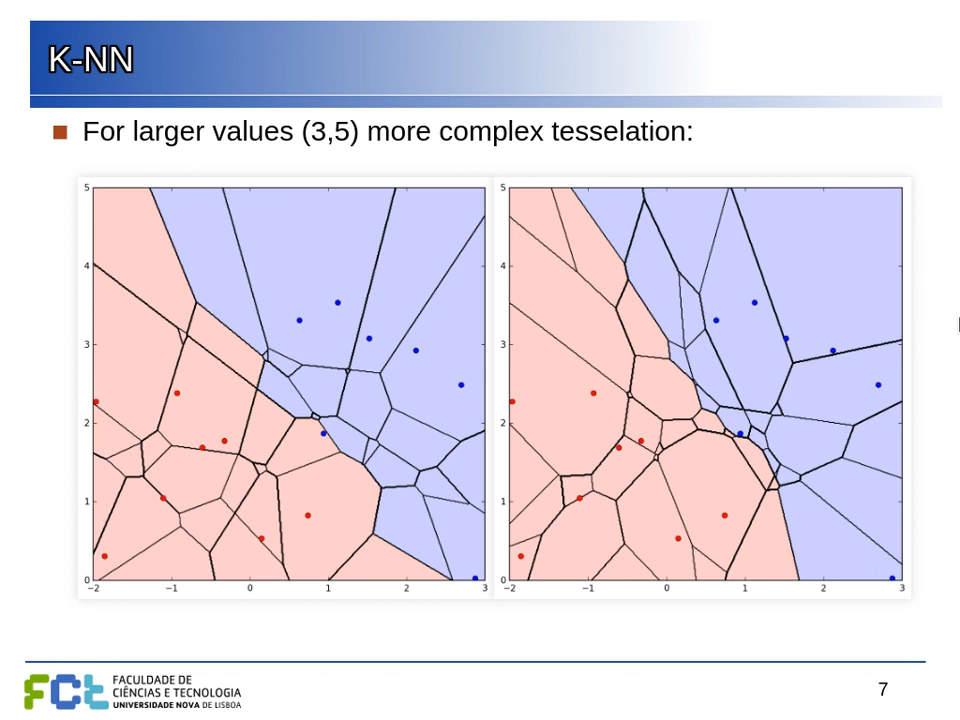 K-NN
For larger values (3,5) more complex tesselation:
5
4
3
2
1
0
−2 −1 0 1 2 3
5
4
3
2
1
0
−2 −1 0 1 2 3
FCt
FACULDADE DE
CIÊNCIAS E TECNOLOGIA
UNIVERSIDADE NOVA DE LISBOA
7